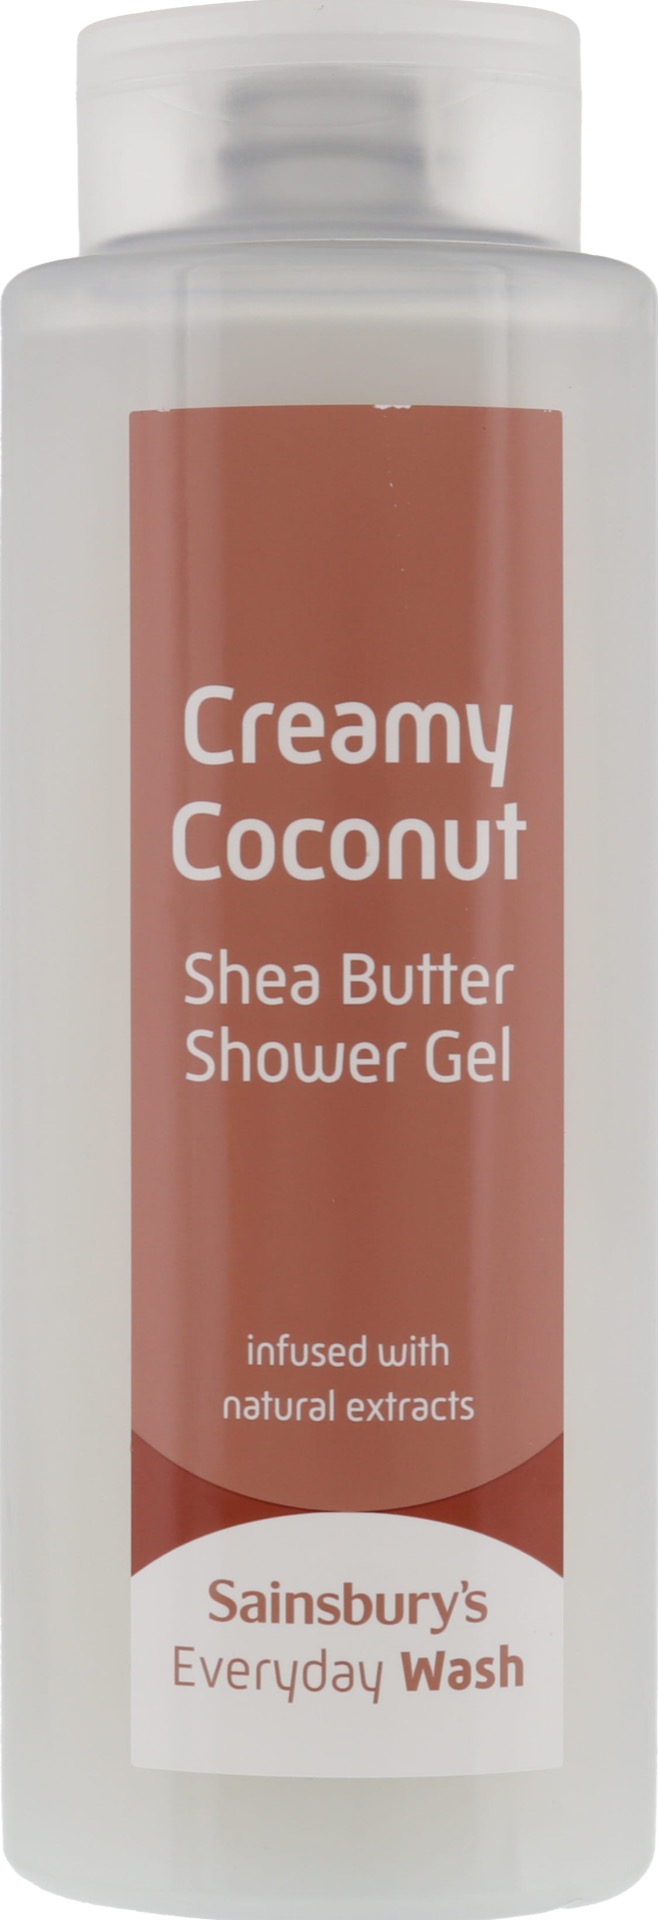 Creamy
Coconut
Shea Butter
Shower Gel
infused with
natural extracts
Sainsbury's
Everyday Wash